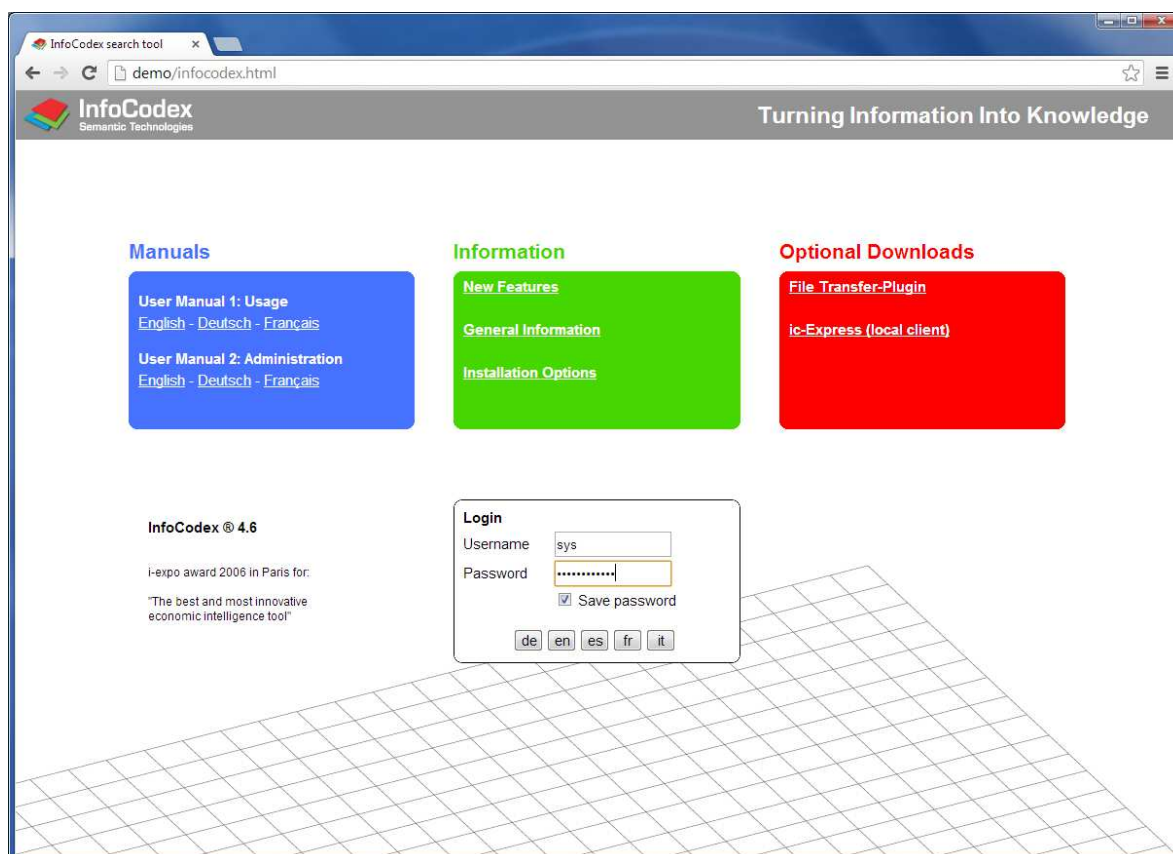 InfoCodex search tool
demo/infocodex.html
InfoCodex
Semantic Technologies
Turning Information Into Knowledge
Manuals
User Manual 1: Usage
English - Deutsch - Français
User Manual 2: Administration
English - Deutsch - Français
Information
New Features
General Information
Installation Options
Optional Downloads
File Transfer-Plugin
ic-Express (local client)
InfoCodex ® 4.6
i-expo award 2006 in Paris for:
"The best and most innovative
economic intelligence tool"
Login
Username sys
Password ••••••••••••
Save password
de en es fr it